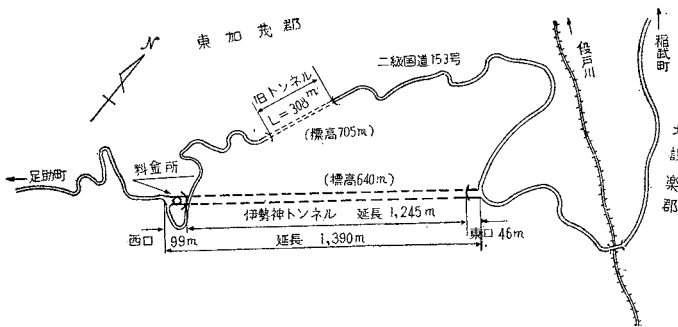 N
東加茂郡
二級国道153号
段戸川
稲武町
北設楽郡
旧トンネル
L=308m
(標高705m)
足助町
料金所
(標高640m)
伊勢神トンネル 延長 1,245m
西口 99m
延長 1,390m
東口 46m